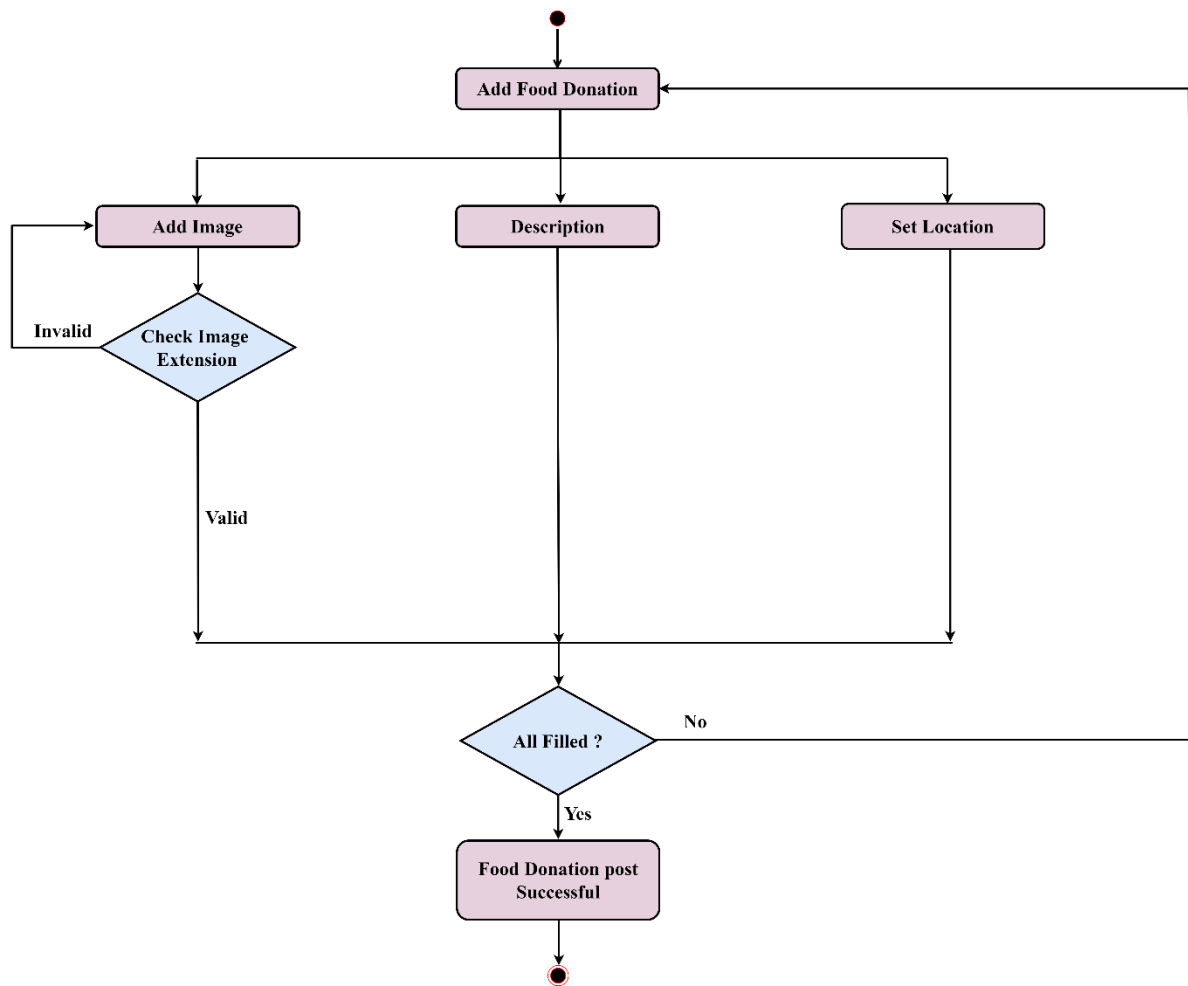 Add Food Donation
Add Image
Description
Set Location
Invalid
Check Image
Extension
Valid
All Filled ?
No
Yes
Food Donation post
Successful